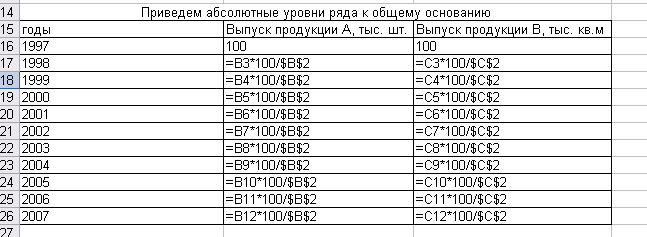 14 Приведем абсолютные уровни ряда к общему основанию
15 годы Выпуск продукции А, тыс. шт. Выпуск продукции В, тыс. кв.м
16 1997 100 100
17 1998 =B3*100/$B$2 =C3*100/$C$2
18 1999 =B4*100/$B$2 =C4*100/$C$2
19 2000 =B5*100/$B$2 =C5*100/$C$2
20 2001 =B6*100/$B$2 =C6*100/$C$2
21 2002 =B7*100/$B$2 =C7*100/$C$2
22 2003 =B8*100/$B$2 =C8*100/$C$2
23 2004 =B9*100/$B$2 =C9*100/$C$2
24 2005 =B10*100/$B$2 =C10*100/$C$2
25 2006 =B11*100/$B$2 =C11*100/$C$2
26 2007 =B12*100/$B$2 =C12*100/$C$2
27